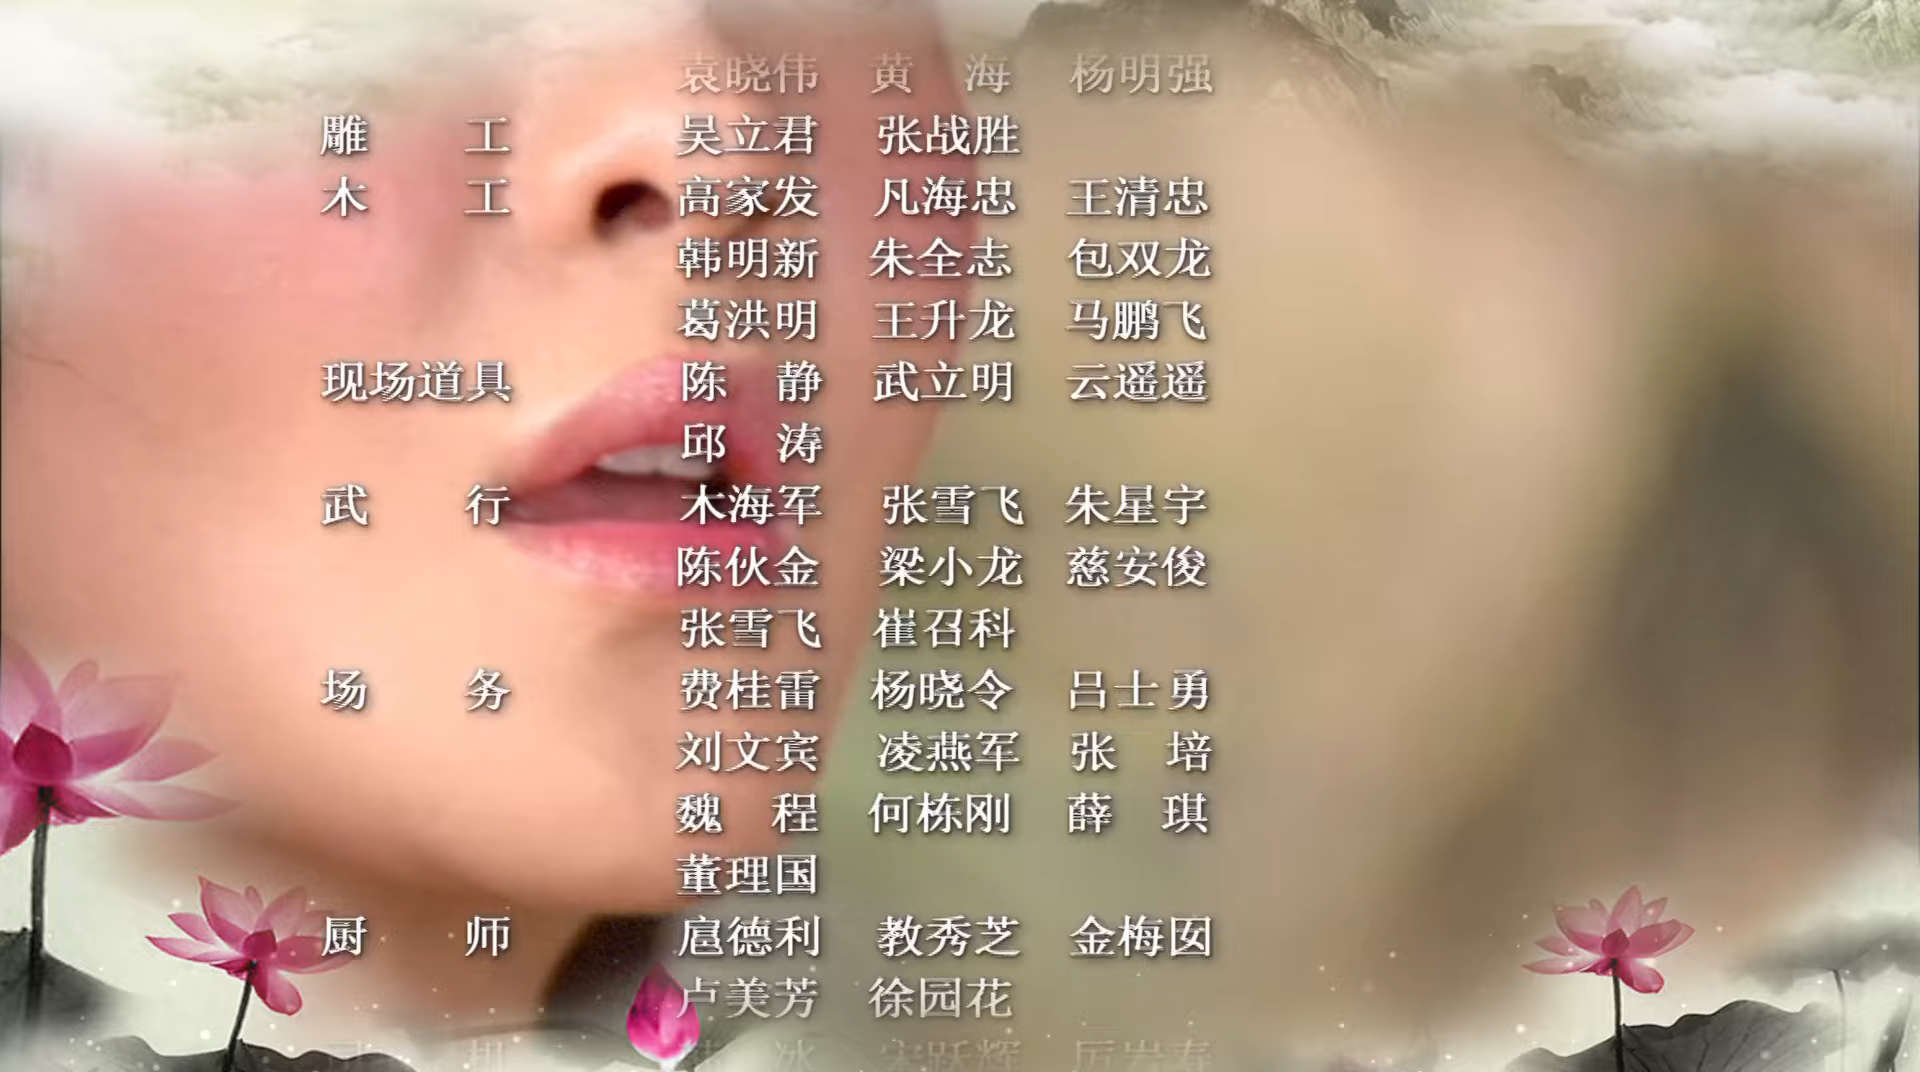 袁晓伟 黄海 杨明强
雕工 吴立君 张战胜
木工 高家发 凡海忠 王清忠
韩明新 朱全志 包双龙
葛洪明 王升龙 马鹏飞
现场道具 陈静 武立明 云遥遥
邱涛
武行 木海军 张雪飞 朱星宇
陈伙金 梁小龙 慈安俊
张雪飞 崔召科
场务 费桂雷 杨晓令 吕士勇
刘文宾 凌燕军 张培
魏程 何栋刚 薛琪
董理国
厨师 扈德利 教秀芝 金梅囡
卢美芳 徐园花
司机